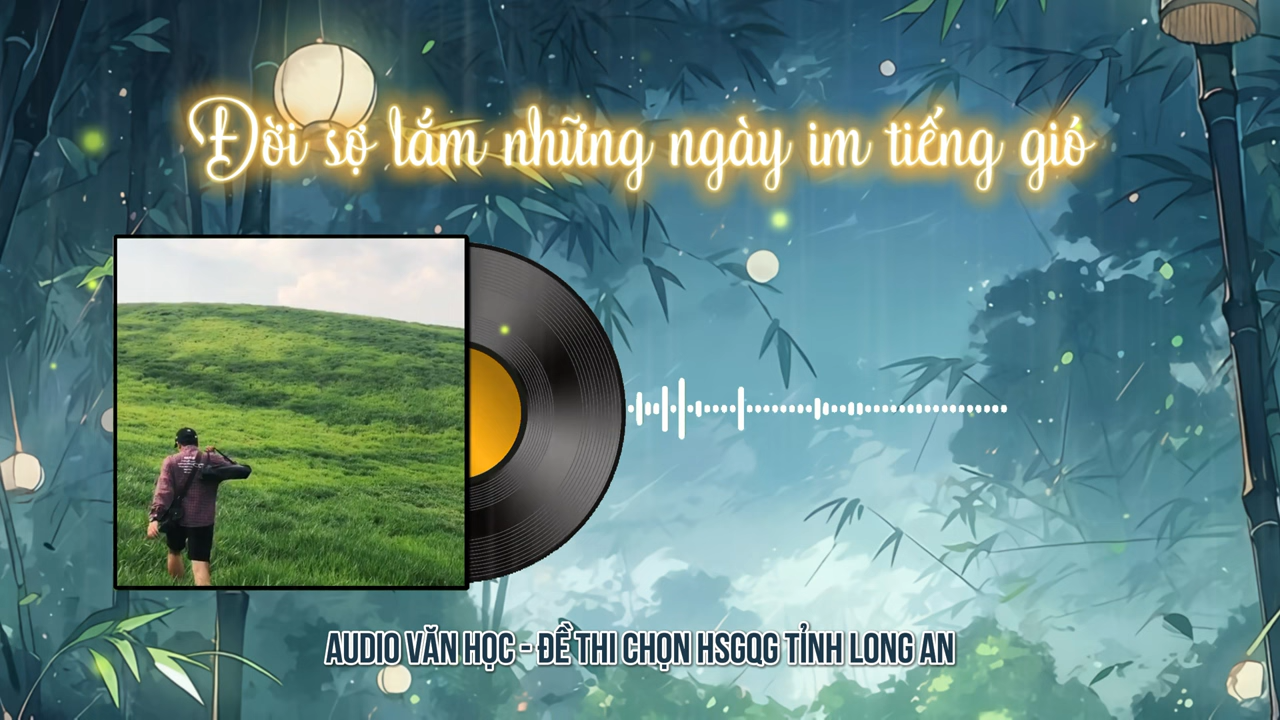 Đời sợ lắm những ngày im tiếng gió
AUDIO VĂN HỌC - ĐỀ THI CHỌN HSGQG TỈNH LONG AN